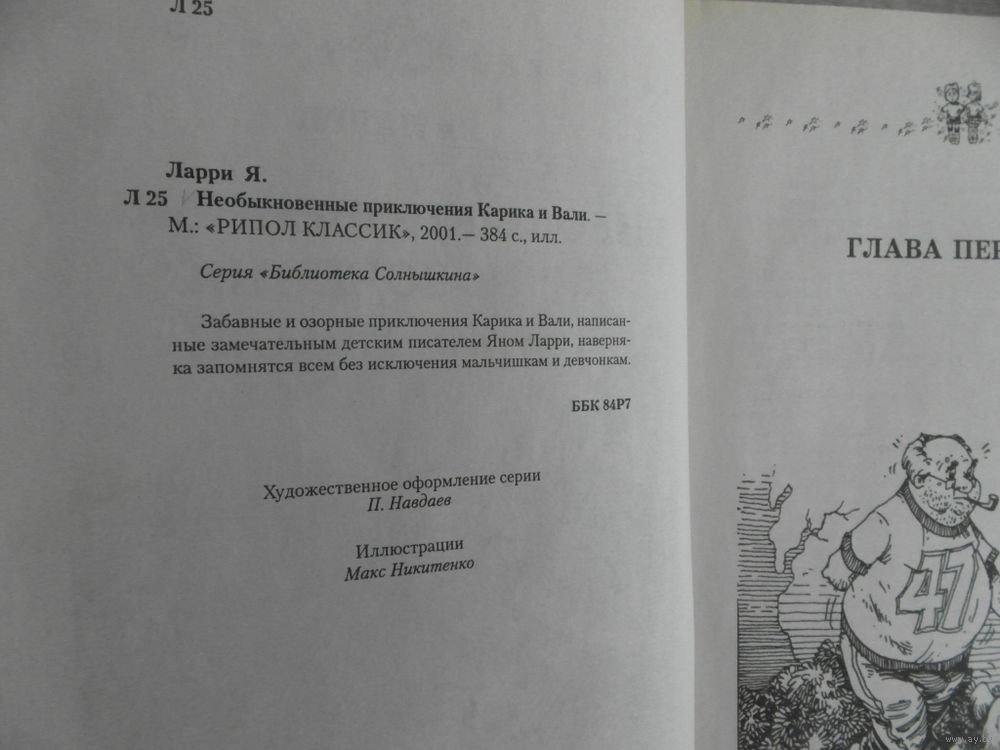 Л 25
Ларри Я.
Л 25 Необыкновенные приключения Карика и Вали. —
М.: «РИПОЛ КЛАССИК», 2001.— 384 с., илл.
Серия «Библиотека Солнышкина»
Забавные и озорные приключения Карика и Вали, написан-
ные замечательным детским писателем Яном Ларри, наверня-
ка запомнятся всем без исключения мальчишкам и девчонкам.
ББК 84Р7
Художественное оформление серии
П. Навдаев
Иллюстрации
Макс Никитенко
ГЛАВА ПЕР
47